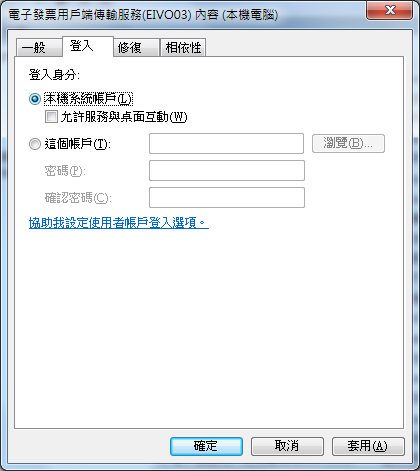 電子發票用戶端傳輸服務(EIVO03) 內容 (本機電腦)
一般 登入 修復 相依性
登入身分:
本機系統帳戶(L)
允許服務與桌面互動(W)
這個帳戶(T): 瀏覽(B)...
密碼(P):
確認密碼(C):
協助我設定使用者帳戶登入選項。
確定 取消 套用(A)